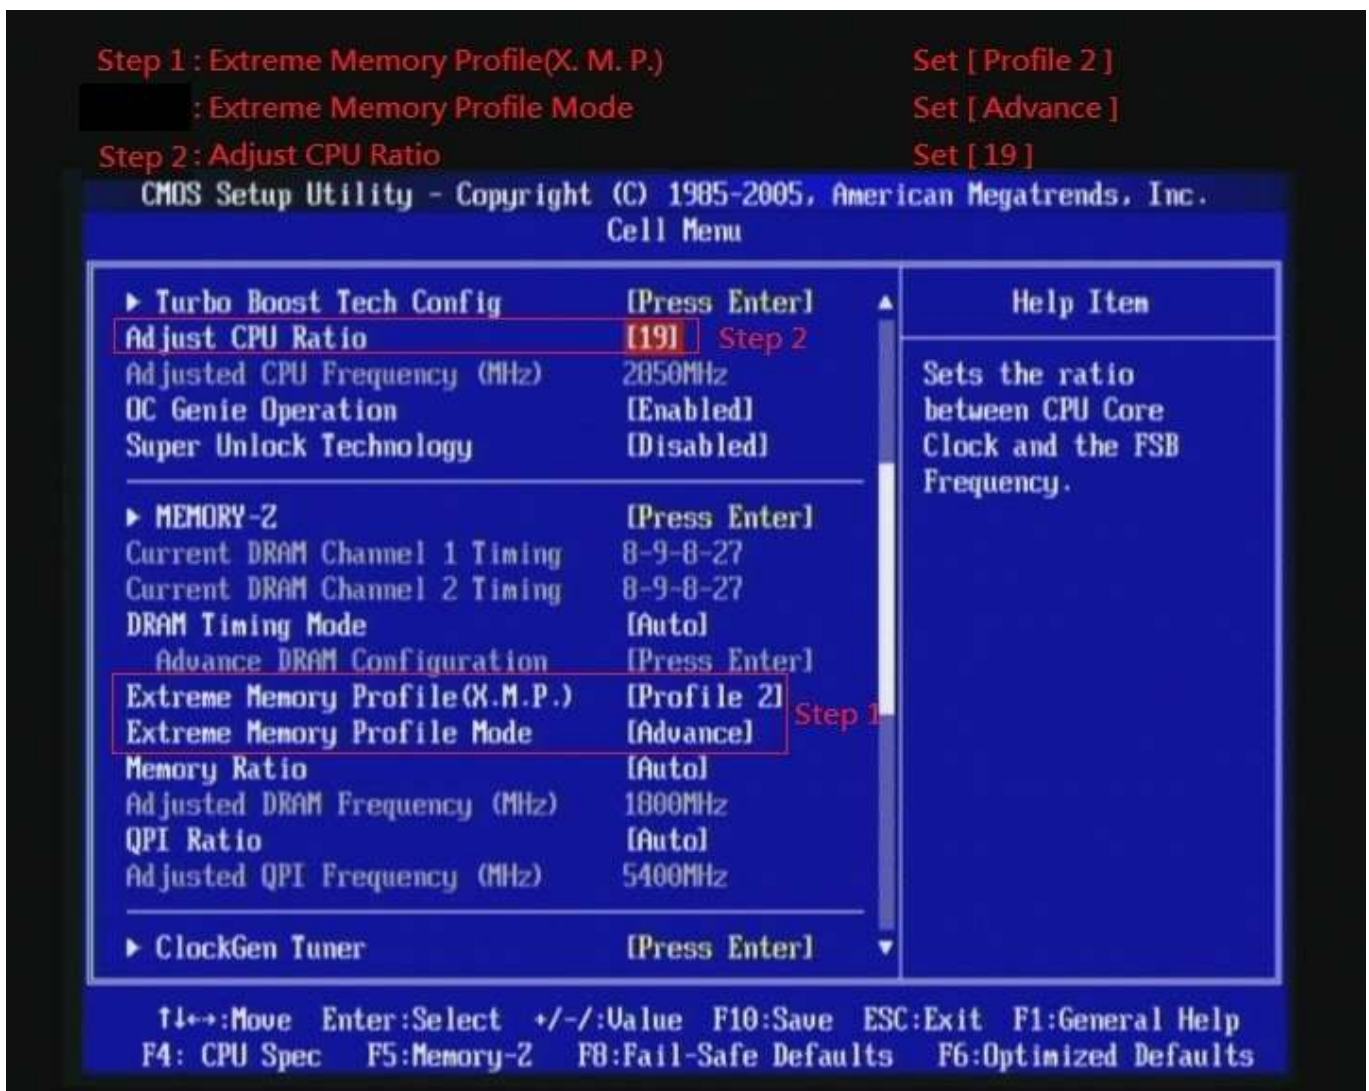 Step 1 : Extreme Memory Profile(X. M. P.) Set [ Profile 2 ]
: Extreme Memory Profile Mode Set [ Advance ]
Step 2 : Adjust CPU Ratio Set [ 19 ]
CMOS Setup Utility - Copyright (C) 1985-2005, American Megatrends, Inc.
Cell Menu
▶ Turbo Boost Tech Config [Press Enter] ▲
Adjust CPU Ratio [19] Step 2
Adjusted CPU Frequency (MHz) 2850MHz
OC Genie Operation [Enabled]
Super Unlock Technology [Disabled]
▶ MEMORY-Z [Press Enter]
Current DRAM Channel 1 Timing 8-9-8-27
Current DRAM Channel 2 Timing 8-9-8-27
DRAM Timing Mode [Auto]
Advance DRAM Configuration [Press Enter]
Extreme Memory Profile(X.M.P.) [Profile 2]
Step 1
Extreme Memory Profile Mode [Advance]
Memory Ratio [Auto]
Adjusted DRAM Frequency (MHz) 1800MHz
QPI Ratio [Auto]
Adjusted QPI Frequency (MHz) 5400MHz
▶ ClockGen Tuner [Press Enter] ▼
Help Item
Sets the ratio
between CPU Core
Clock and the FSB
Frequency.
↑↓←→:Move Enter:Select +/-/:Value F10:Save ESC:Exit F1:General Help
F4: CPU Spec F5:Memory-Z F8:Fail-Safe Defaults F6:Optimized Defaults